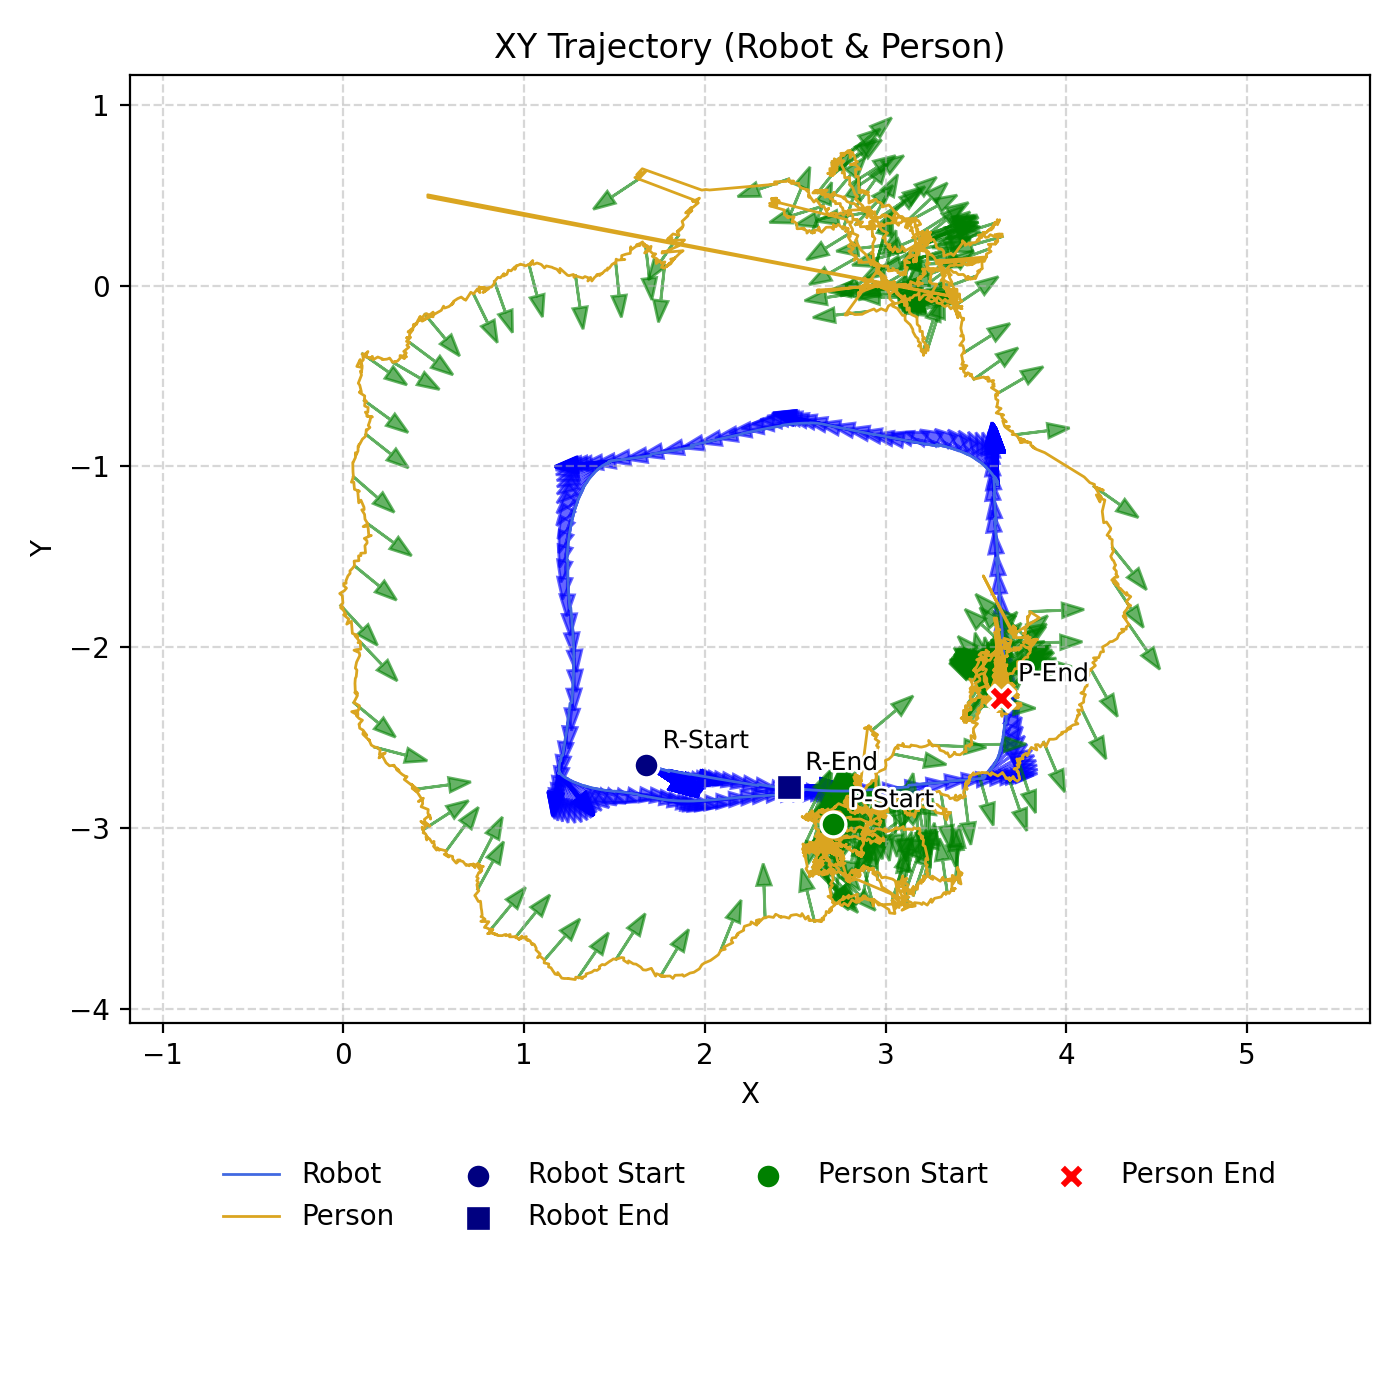 XY Trajectory (Robot & Person)
1
0
−1
−2
−3
−4
Y
P-End
R-Start
R-End
P-Start
−1
0
1
2
3
4
5
X
Robot
Robot Start
Person Start
Person End
Person
Robot End